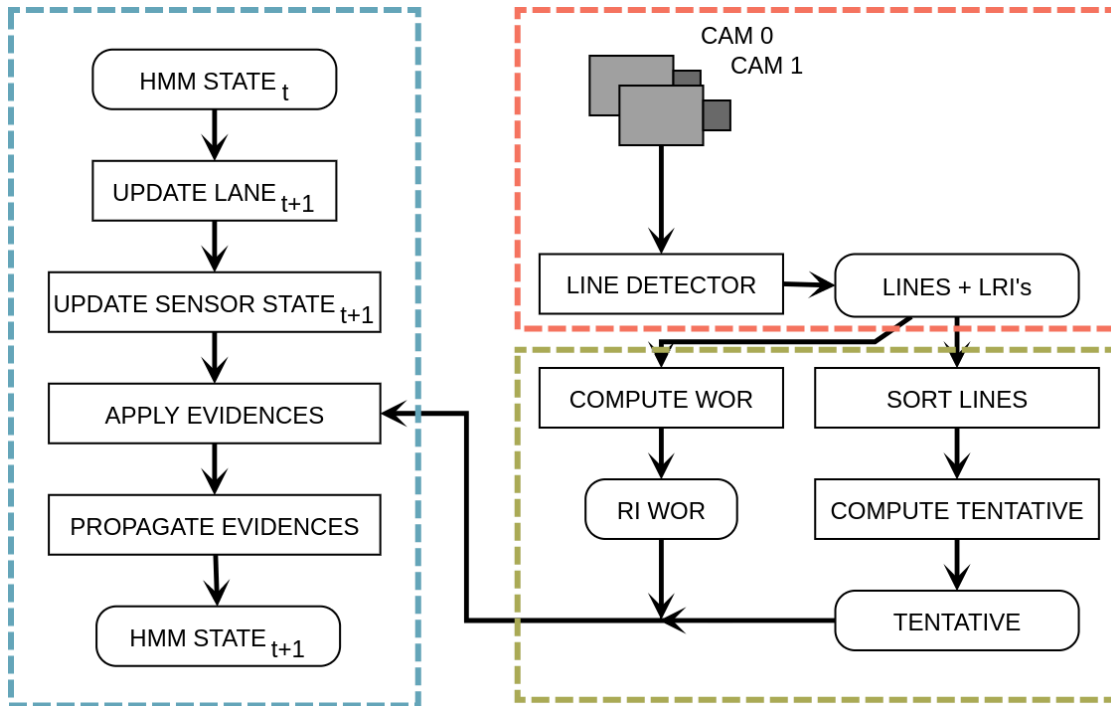 HMM STATE t
UPDATE LANE t+1
UPDATE SENSOR STATE t+1
APPLY EVIDENCES
PROPAGATE EVIDENCES
HMM STATE t+1
CAM 0
CAM 1
LINE DETECTOR
LINES + LRI's
COMPUTE WOR
SORT LINES
RI WOR
COMPUTE TENTATIVE
TENTATIVE